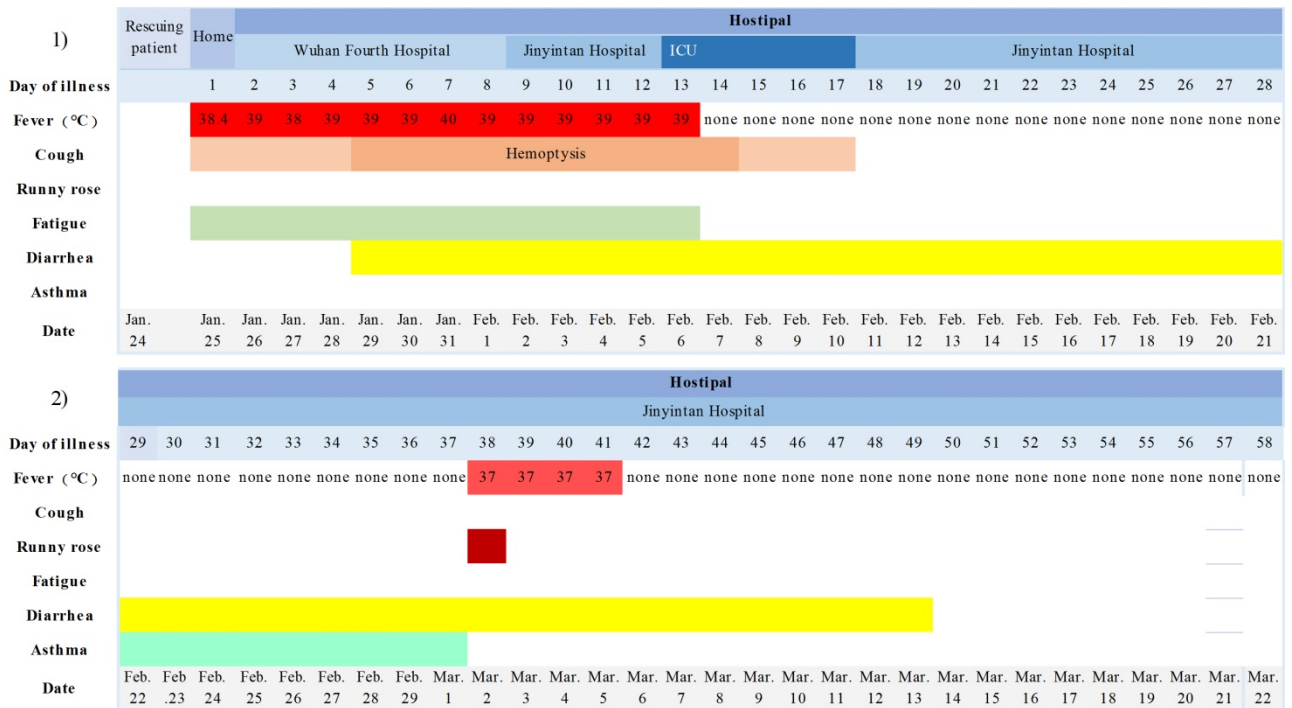 1)
Rescuing patient Home Hostipal
Wuhan Fourth Hospital Jinyintan Hospital ICU Jinyintan Hospital
Day of illness 1 2 3 4 5 6 7 8 9 10 11 12 13 14 15 16 17 18 19 20 21 22 23 24 25 26 27 28
Fever (°C) 38.4 39 38 39 39 39 40 39 39 39 39 39 39 none none none none none none none none none none none none none none none
Cough Hemoptysis
Runny rose
Fatigue
Diarrhea
Asthma
Date Jan. 24 Jan. 25 Jan. 26 Jan. 27 Jan. 28 Jan. 29 Jan. 30 Jan. 31 Feb. 1 Feb. 2 Feb. 3 Feb. 4 Feb. 5 Feb. 6 Feb. 7 Feb. 8 Feb. 9 Feb. 10 Feb. 11 Feb. 12 Feb. 13 Feb. 14 Feb. 15 Feb. 16 Feb. 17 Feb. 18 Feb. 19 Feb. 20 Feb. 21
2)
Hostipal
Jinyintan Hospital
Day of illness 29 30 31 32 33 34 35 36 37 38 39 40 41 42 43 44 45 46 47 48 49 50 51 52 53 54 55 56 57 58
Fever (°C) none none none none none none none none none 37 37 37 37 none none none none none none none none none none none none none none none none none
Cough
Runny rose
Fatigue
Diarrhea
Asthma
Date Feb. 22 Feb .23 Feb. 24 Feb. 25 Feb. 26 Feb. 27 Feb. 28 Feb. 29 Mar. 1 Mar. 2 Mar. 3 Mar. 4 Mar. 5 Mar. 6 Mar. 7 Mar. 8 Mar. 9 Mar. 10 Mar. 11 Mar. 12 Mar. 13 Mar. 14 Mar. 15 Mar. 16 Mar. 17 Mar. 18 Mar. 19 Mar. 20 Mar. 21 Mar. 22